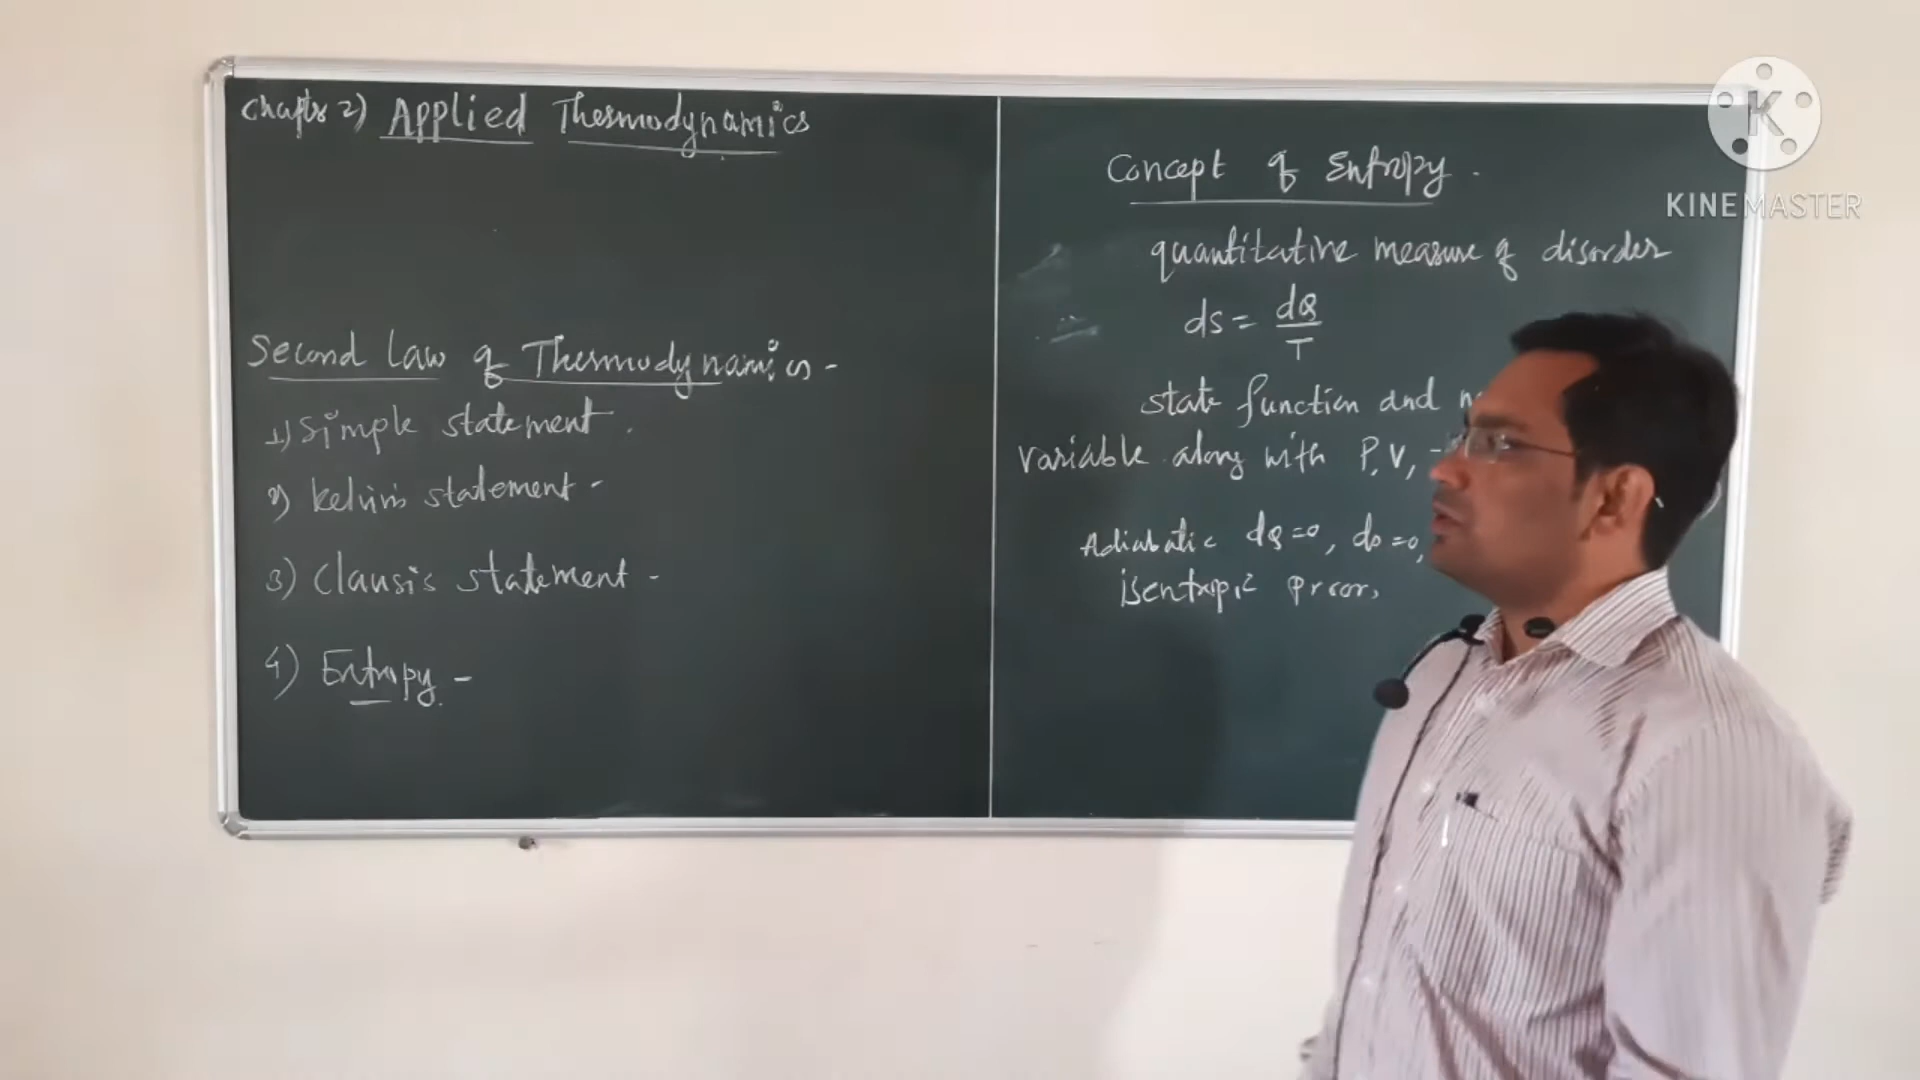 Chapter 2) Applied Thermodynamics
Second Law of Thermodynamics -
1) Simple statement .
2) Kelvin's statement -
3) Clausis statement -
4) Entropy -
Concept of Entropy .
quantitative measure of disorder
ds = dQ
T
state function and
variable along with P, V,
Adiabatic dQ = 0, ds = 0,
isentropic
K
KINEMASTER